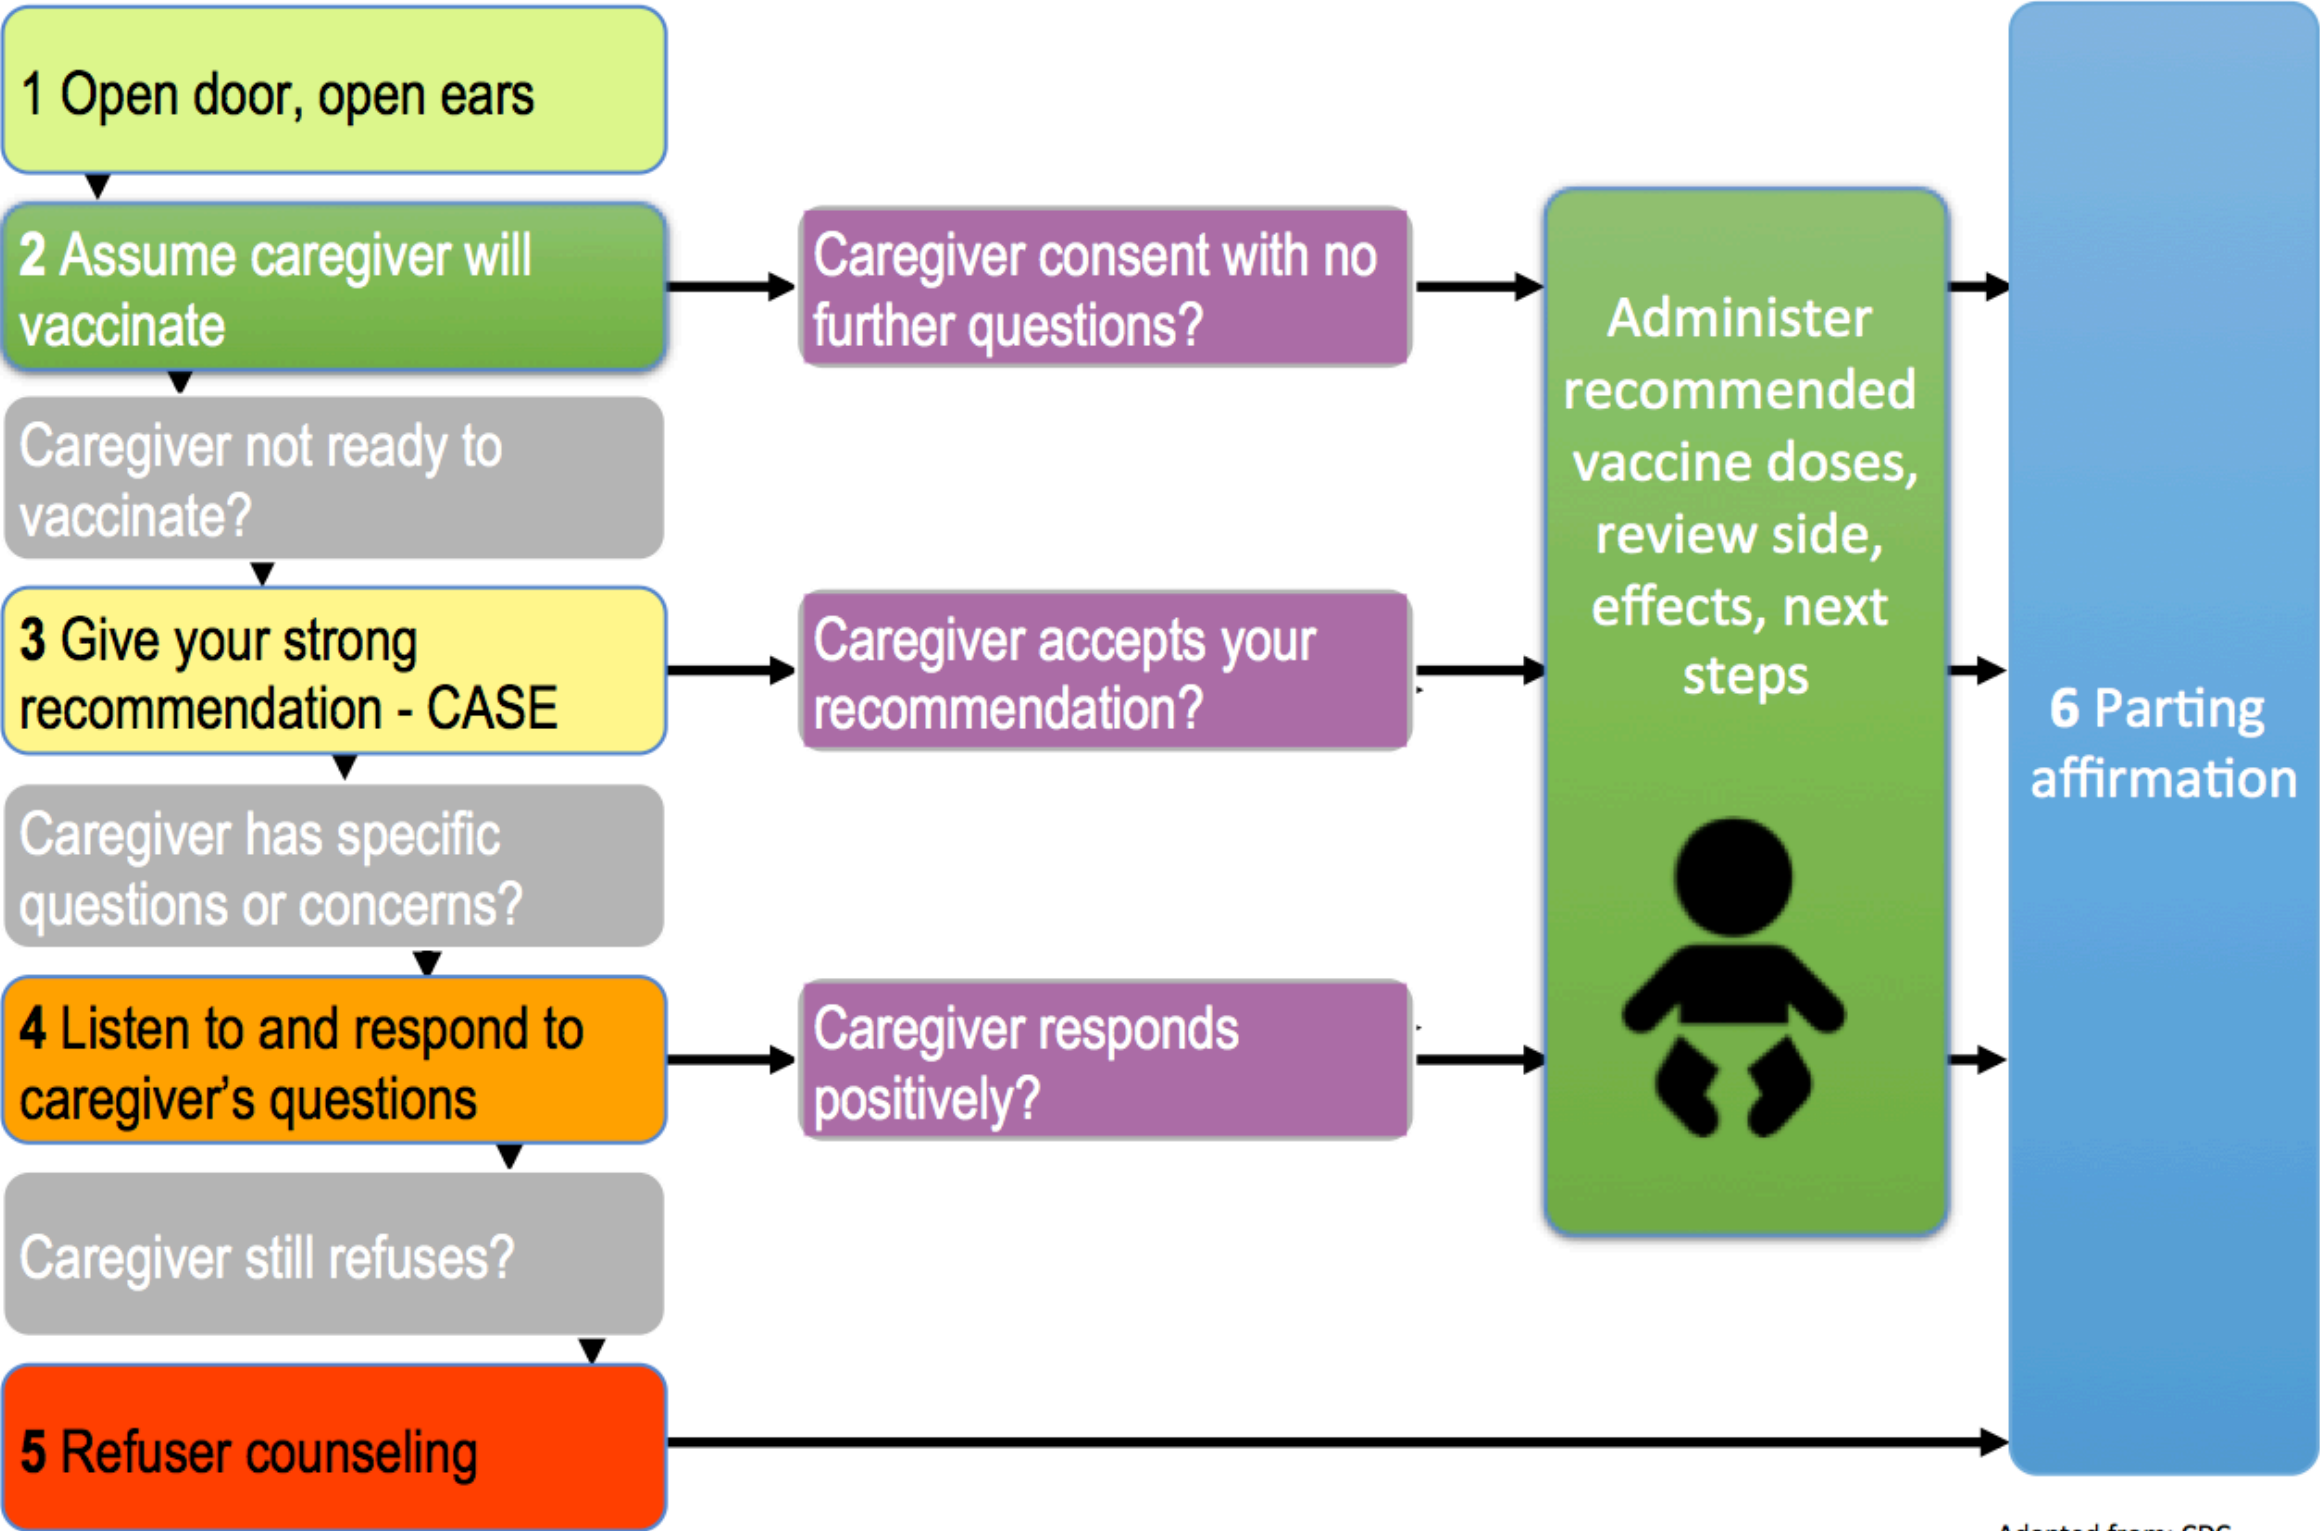 1 Open door, open ears
2 Assume caregiver will
vaccinate
Caregiver consent with no
further questions?
Caregiver not ready to
vaccinate?
3 Give your strong
recommendation - CASE
Caregiver accepts your
recommendation?
Caregiver has specific
questions or concerns?
4 Listen to and respond to
caregiver’s questions
Caregiver responds
positively?
Caregiver still refuses?
5 Refuser counseling
Administer
recommended
vaccine doses,
review side,
effects, next
steps
6 Parting
affirmation
Adapted from: CDC